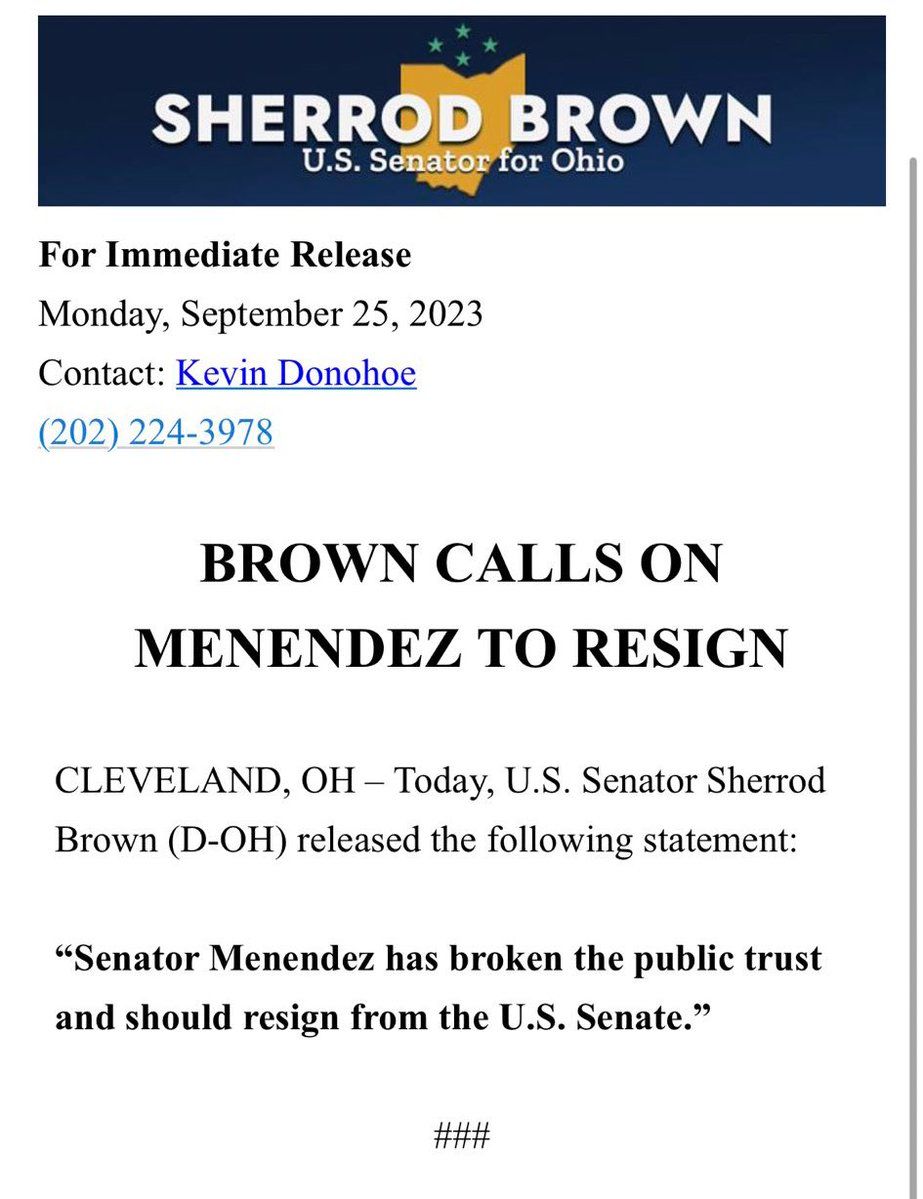 SHERROD BROWN
U.S. Senator for Ohio
For Immediate Release
Monday, September 25, 2023
Contact: Kevin Donohoe
(202) 224-3978
BROWN CALLS ON
MENENDEZ TO RESIGN
CLEVELAND, OH – Today, U.S. Senator Sherrod
Brown (D-OH) released the following statement:
“Senator Menendez has broken the public trust
and should resign from the U.S. Senate.”
###